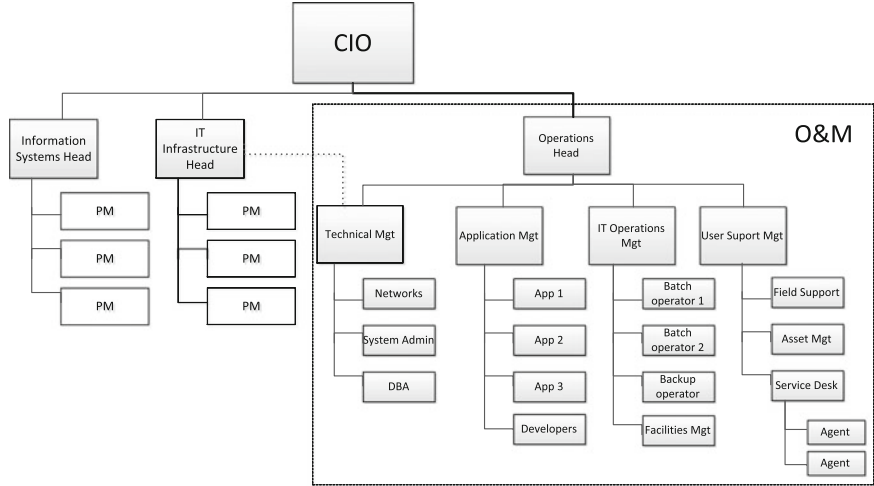 CIO
Information
Systems Head
IT
Infrastructure
Head
Operations
Head
O&M
PM
PM
PM
PM
PM
PM
Technical Mgt
Networks
System Admin
DBA
Application Mgt
App 1
App 2
App 3
Developers
IT Operations
Mgt
Batch
operator 1
Batch
operator 2
Backup
operator
Facilities Mgt
User Suport Mgt
Field Support
Asset Mgt
Service Desk
Agent
Agent